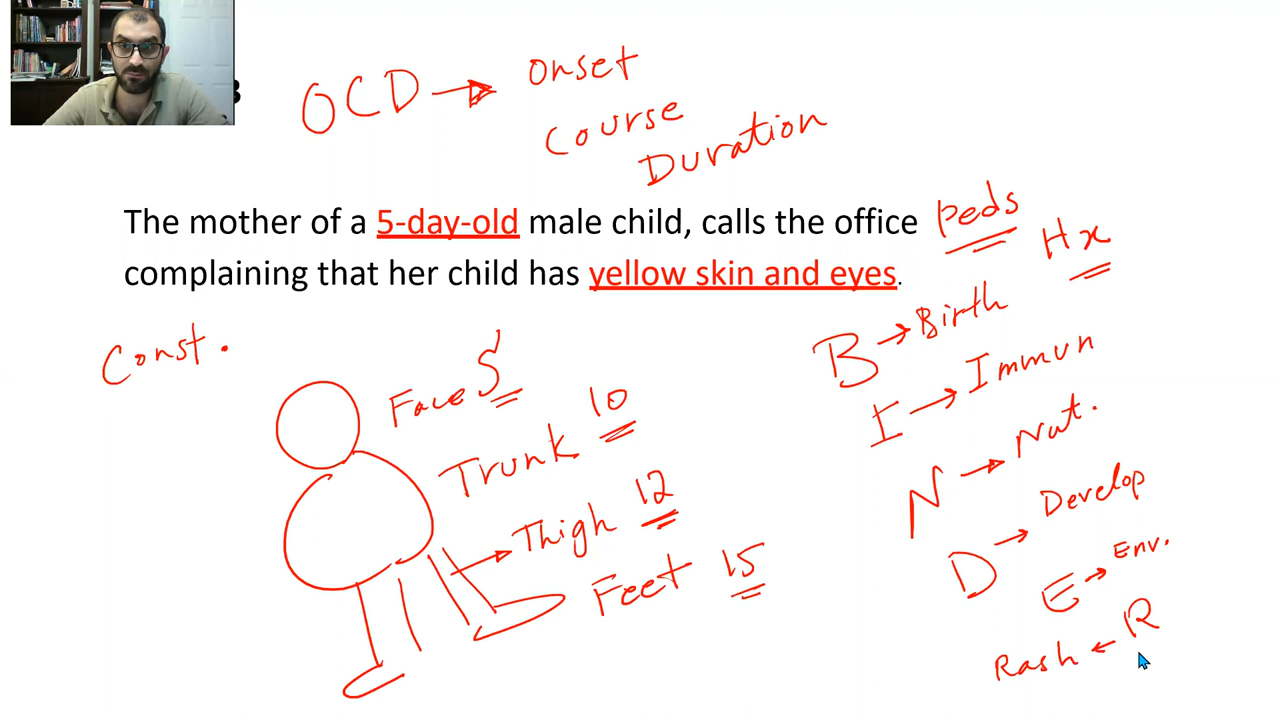 OCD → Onset
Course
Duration
The mother of a 5-day-old male child, calls the office
complaining that her child has yellow skin and eyes.
Peds
Hx
Const.
Face 5
Trunk 10
Thigh 12
Feet 15
B → Birth
I → Immun
N → Nut.
D → Develop
E → Env.
Rash ← R